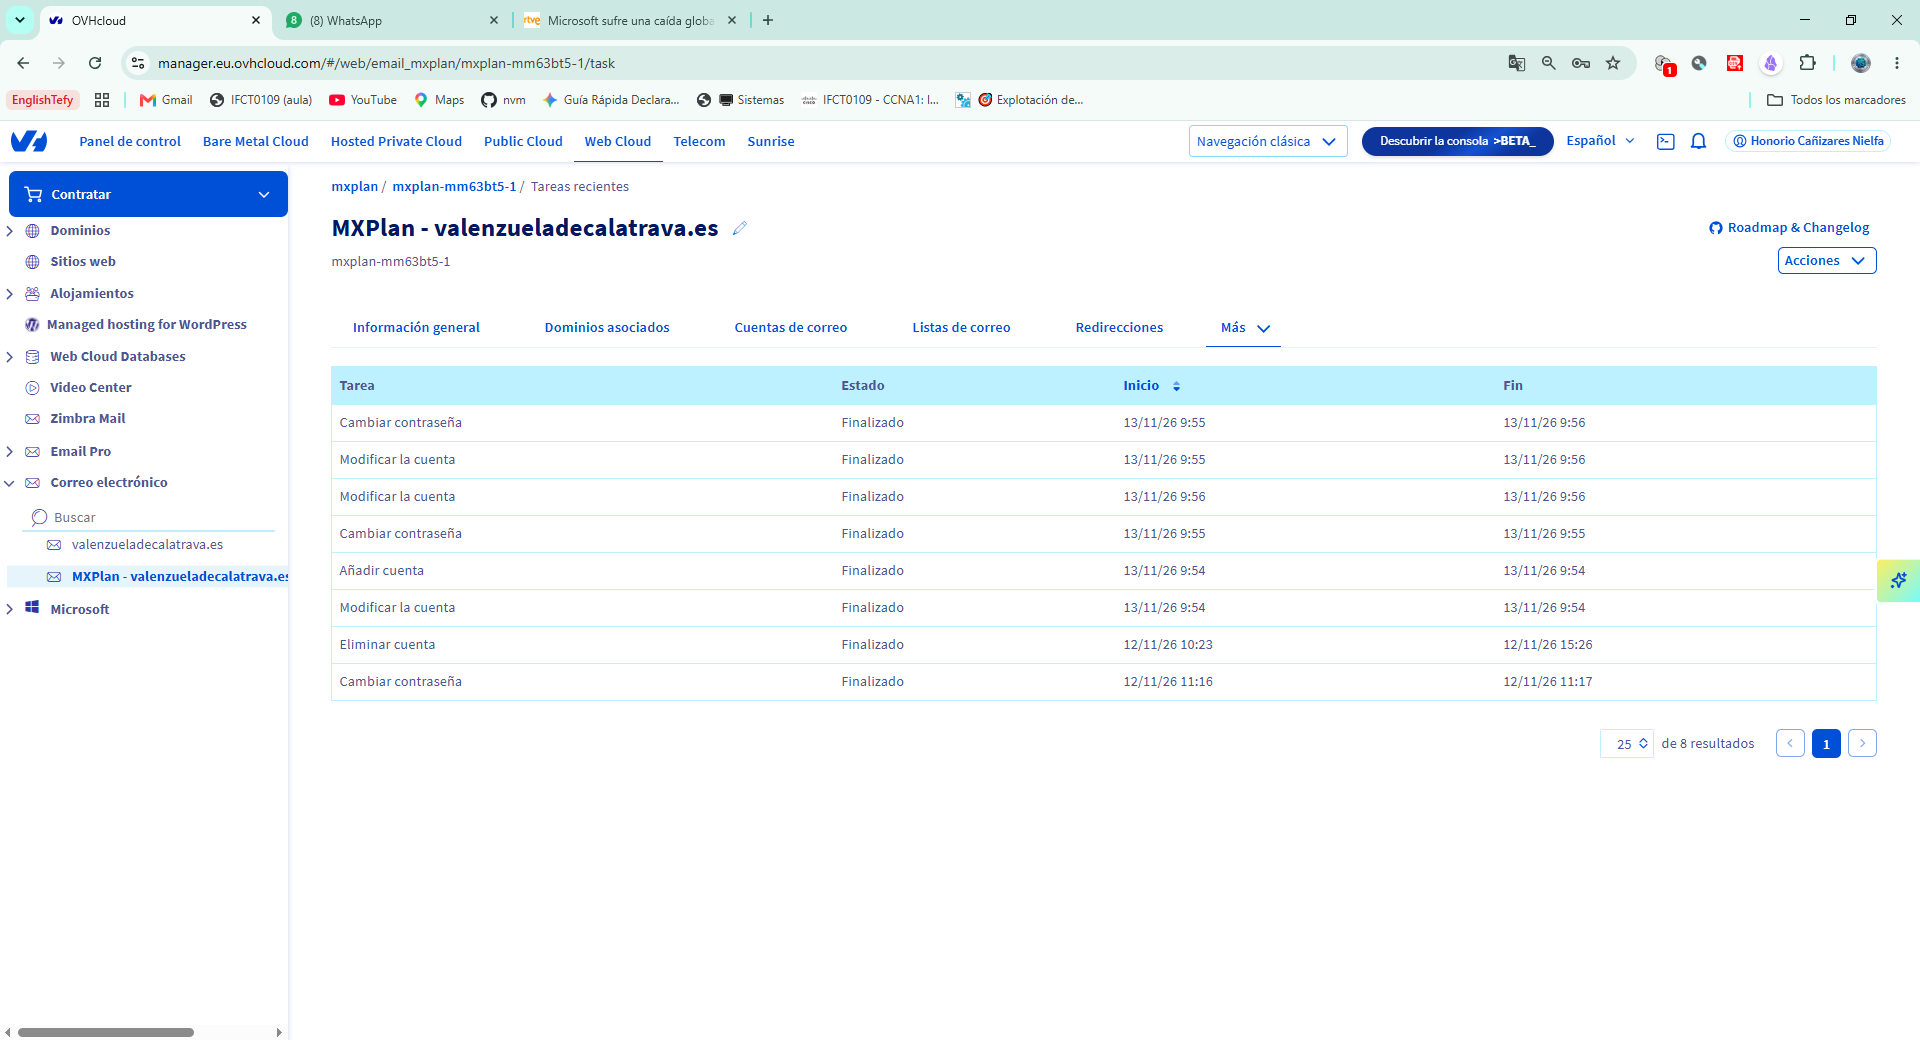 OVHcloud
8 (8) WhatsApp
rtve Microsoft sufre una caída globa
manager.eu.ovhcloud.com/#/web/email_mxplan/mxplan-mm63bt5-1/task
1
EnglishTefy
Gmail
IFCT0109 (aula)
YouTube
Maps
nvm
Guía Rápida Declara...
Sistemas
IFCT0109 - CCNA1: I...
Explotación de...
Todos los marcadores
Panel de control
Bare Metal Cloud
Hosted Private Cloud
Public Cloud
Web Cloud
Telecom
Sunrise
Navegación clásica
Descubrir la consola >BETA_
Español
Honorio Cañizares Nielfa
Contratar
Dominios
Sitios web
Alojamientos
Managed hosting for WordPress
Web Cloud Databases
Video Center
Zimbra Mail
Email Pro
Correo electrónico
Buscar
valenzueladecalatrava.es
MXPlan - valenzueladecalatrava.es
Microsoft
mxplan / mxplan-mm63bt5-1 / Tareas recientes
MXPlan - valenzueladecalatrava.es
mxplan-mm63bt5-1
Roadmap & Changelog
Acciones
Información general
Dominios asociados
Cuentas de correo
Listas de correo
Redirecciones
Más
Tarea Estado Inicio Fin
Cambiar contraseña Finalizado 13/11/26 9:55 13/11/26 9:56
Modificar la cuenta Finalizado 13/11/26 9:55 13/11/26 9:56
Modificar la cuenta Finalizado 13/11/26 9:56 13/11/26 9:56
Cambiar contraseña Finalizado 13/11/26 9:55 13/11/26 9:55
Añadir cuenta Finalizado 13/11/26 9:54 13/11/26 9:54
Modificar la cuenta Finalizado 13/11/26 9:54 13/11/26 9:54
Eliminar cuenta Finalizado 12/11/26 10:23 12/11/26 15:26
Cambiar contraseña Finalizado 12/11/26 11:16 12/11/26 11:17
25 de 8 resultados 1